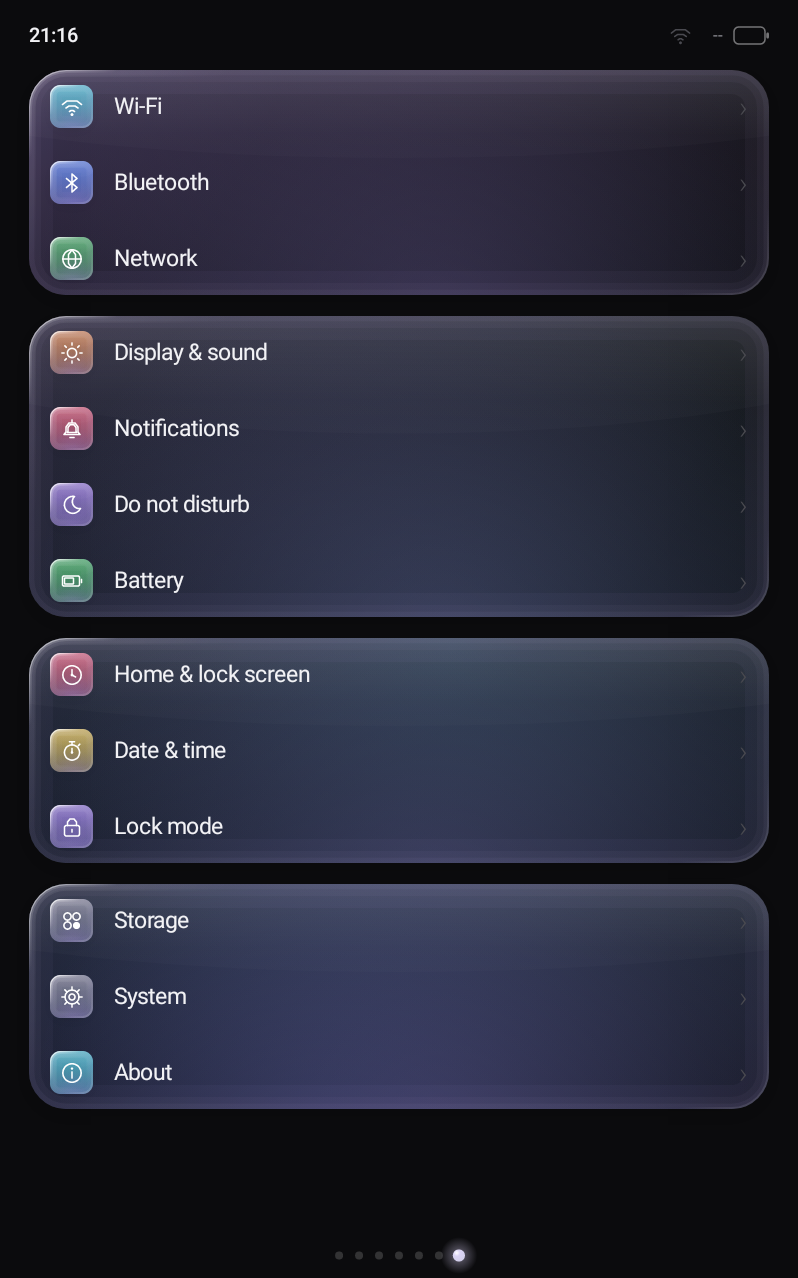 21:16
--
Wi-Fi
Bluetooth
Network
Display & sound
Notifications
Do not disturb
Battery
Home & lock screen
Date & time
Lock mode
Storage
System
About